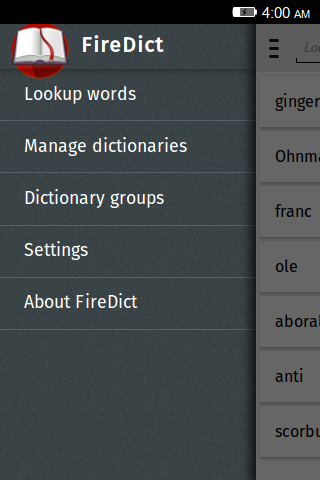 4:00 AM
FireDict
Lookup words
Manage dictionaries
Dictionary groups
Settings
About FireDict
ginger
franc
ole
anti